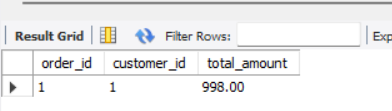 Result Grid Filter Rows: Exp
order_id customer_id total_amount
1 1 998.00